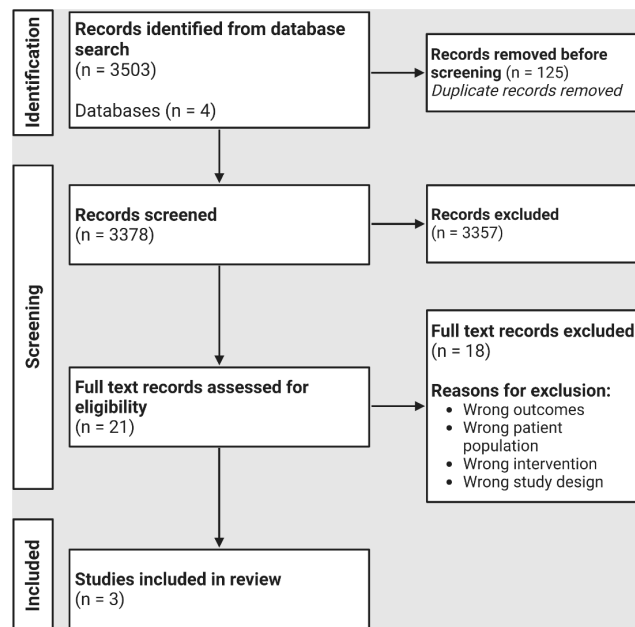 Identification
Records identified from database
search
(n = 3503)
Databases (n = 4)
Records removed before
screening (n = 125)
Duplicate records removed
Screening
Records screened
(n = 3378)
Records excluded
(n = 3357)
Full text records assessed for
eligibility
(n = 21)
Full text records excluded
(n = 18)
Reasons for exclusion:
• Wrong outcomes
• Wrong patient
population
• Wrong intervention
• Wrong study design
Included
Studies included in review
(n = 3)